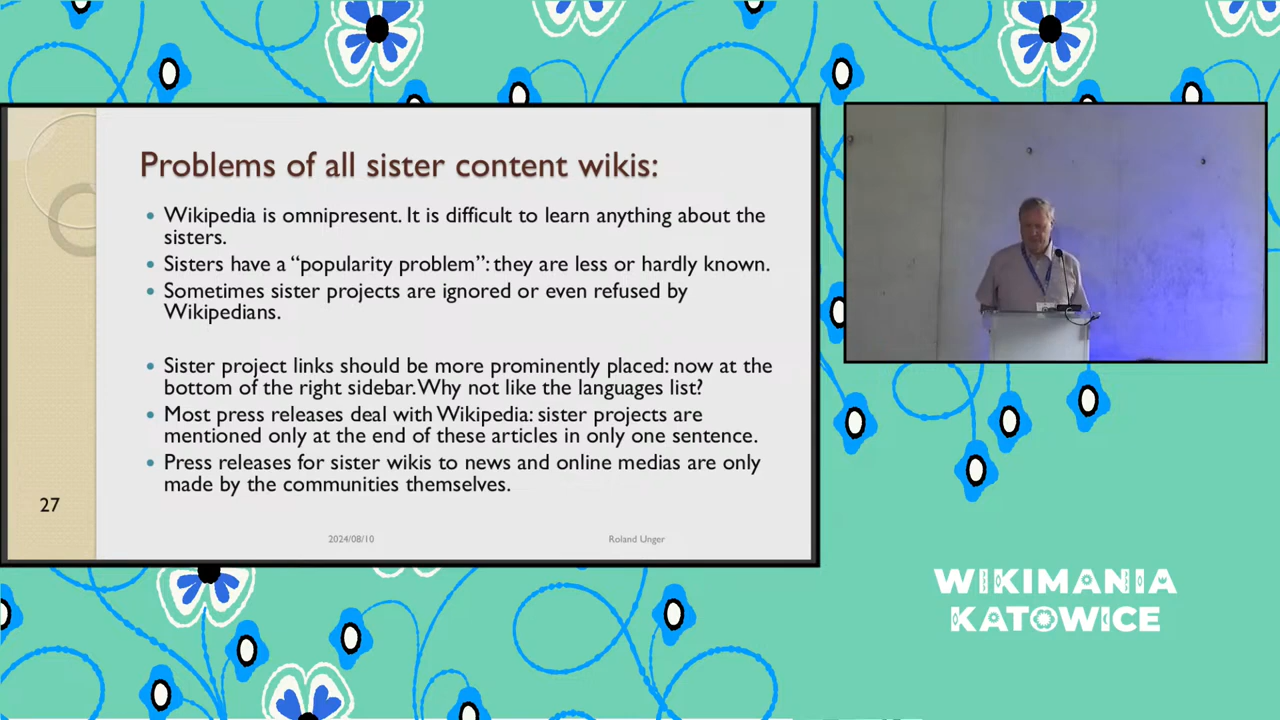 Problems of all sister content wikis:
• Wikipedia is omnipresent. It is difficult to learn anything about the
sisters.
• Sisters have a “popularity problem”: they are less or hardly known.
• Sometimes sister projects are ignored or even refused by
Wikipedians.
• Sister project links should be more prominently placed: now at the
bottom of the right sidebar. Why not like the languages list?
• Most press releases deal with Wikipedia: sister projects are
mentioned only at the end of these articles in only one sentence.
• Press releases for sister wikis to news and online medias are only
made by the communities themselves.
27
2024/08/10
Roland Unger
WIKIMANIA
KATOWICE